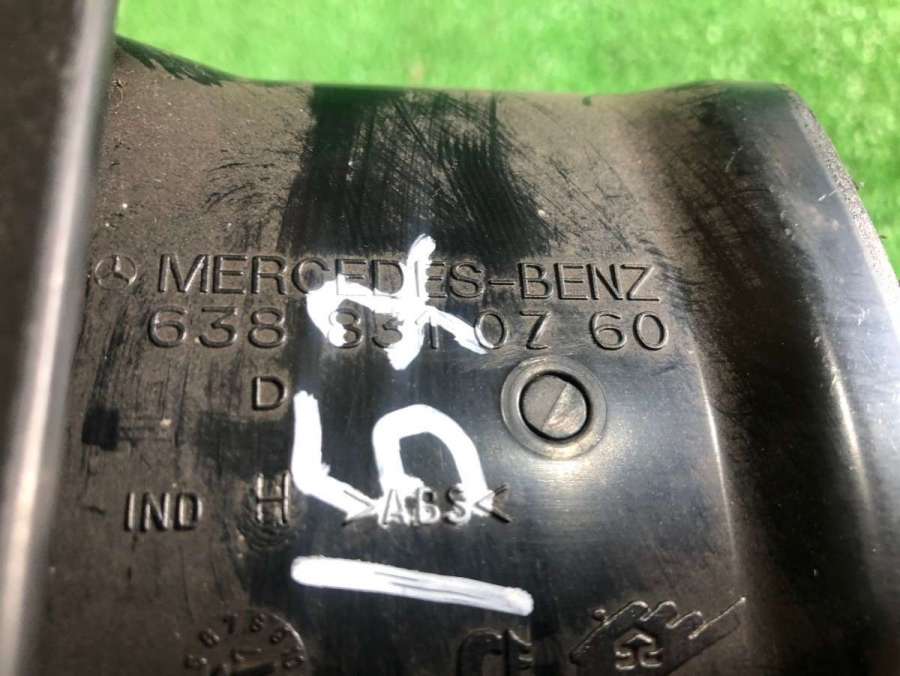 MERCEDES-BENZ
638 831 07 60
D
IND H >ABS<